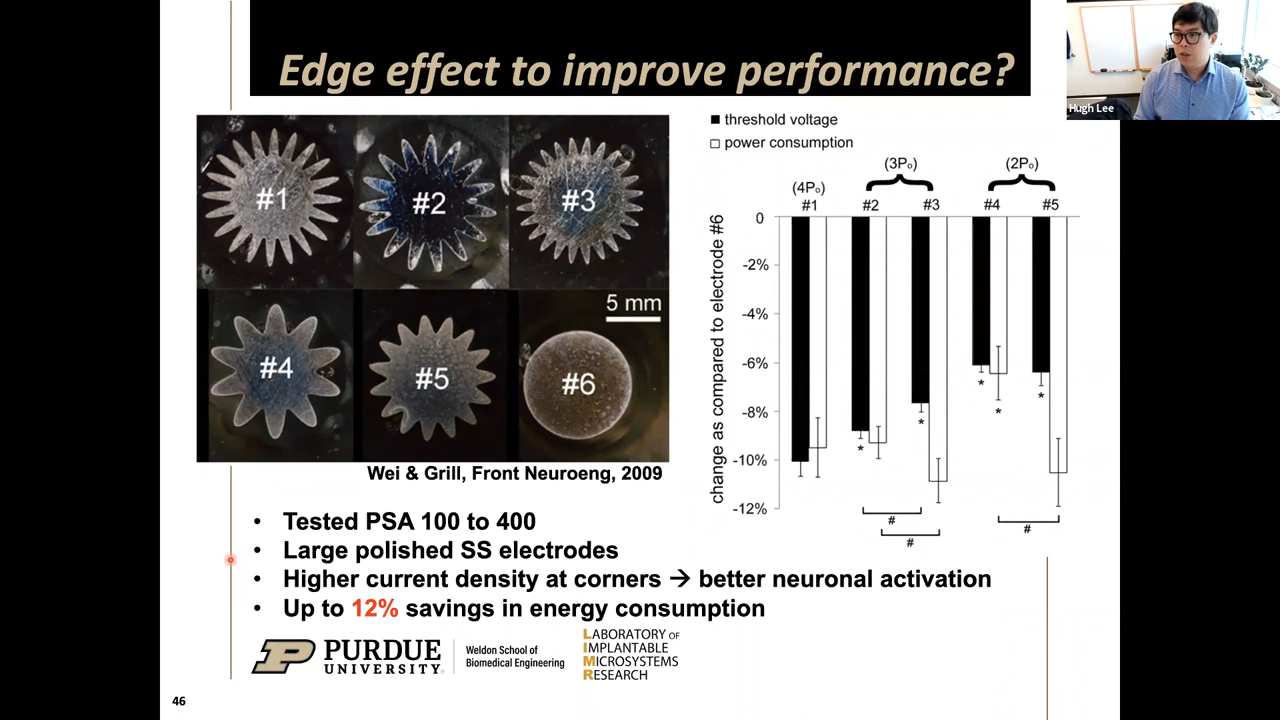 Edge effect to improve performance?
Hugh Lee
#1
#2
#3
#4
#5
#6
5 mm
Wei & Grill, Front Neuroeng, 2009
threshold voltage
power consumption
(4Pₒ)
(3Pₒ)
(2Pₒ)
#1
#2
#3
#4
#5
change as compared to electrode #6
0
-2%
-4%
-6%
-8%
-10%
-12%
*
*
*
*
*
#
#
#
• Tested PSA 100 to 400
• Large polished SS electrodes
• Higher current density at corners → better neuronal activation
• Up to 12% savings in energy consumption
PURDUE
UNIVERSITY
Weldon School of
Biomedical Engineering
LABORATORY OF
IMPLANTABLE
MICROSYSTEMS
RESEARCH
46